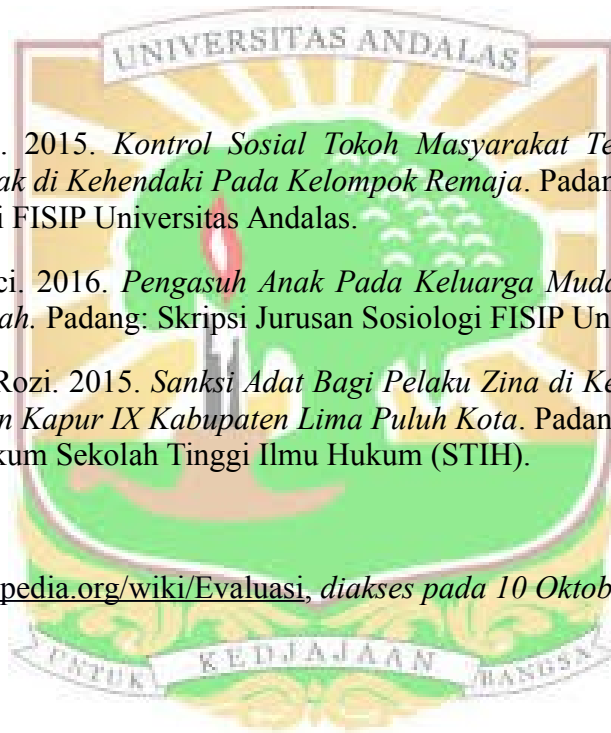 UNIVERSITAS ANDALAS
. 2015. Kontrol Sosial Tokoh Masyarakat Te
ak di Kehendaki Pada Kelompok Remaja. Padan
i FISIP Universitas Andalas.
ci. 2016. Pengasuh Anak Pada Keluarga Muda
ah. Padang: Skripsi Jurusan Sosiologi FISIP Un
Rozi. 2015. Sanksi Adat Bagi Pelaku Zina di Ke
n Kapur IX Kabupaten Lima Puluh Kota. Padan
kum Sekolah Tinggi Ilmu Hukum (STIH).
pedia.org/wiki/Evaluasi, diakses pada 10 Oktob
UNTUK KEDJAJAAN BANGSA